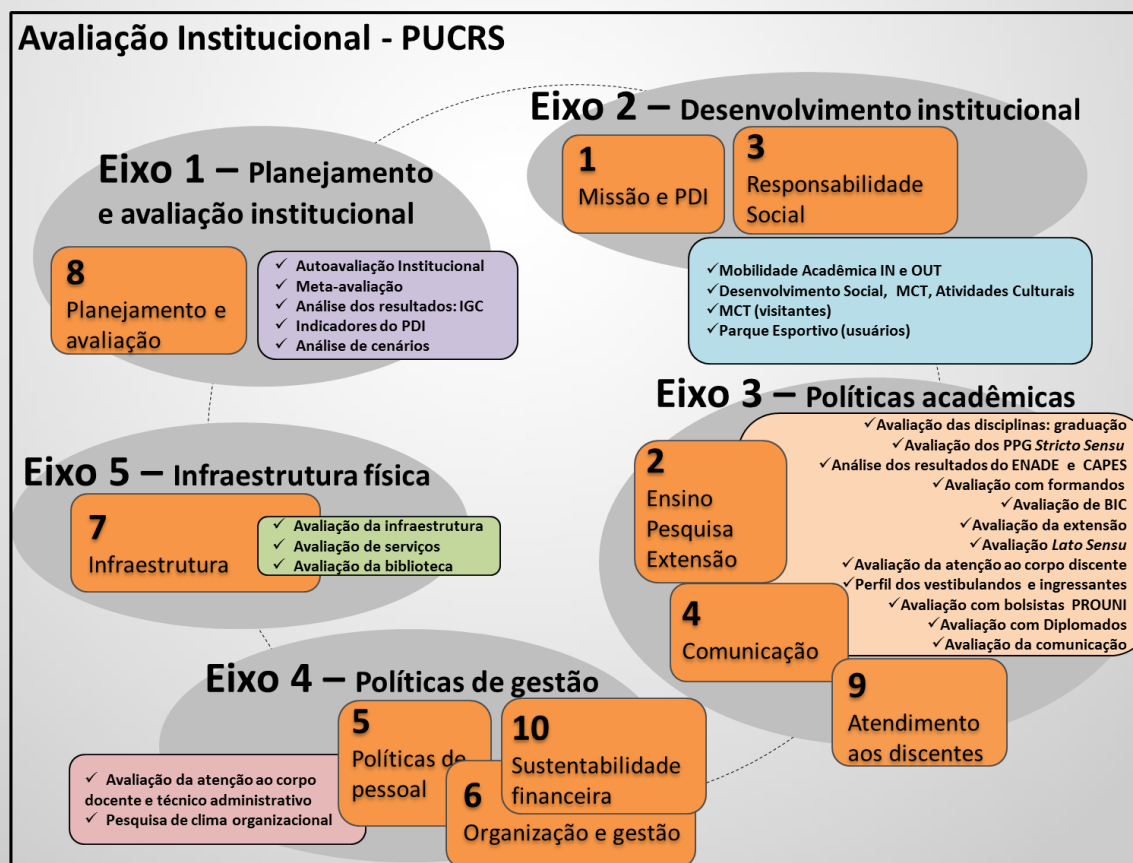 Avaliação Institucional - PUCRS
Eixo 1 – Planejamento
e avaliação institucional
8
Planejamento e
avaliação
✓ Autoavaliação Institucional
✓ Meta-avaliação
✓ Análise dos resultados: IGC
✓ Indicadores do PDI
✓ Análise de cenários
Eixo 2 – Desenvolvimento institucional
1
Missão e PDI
3
Responsabilidade
Social
✓Mobilidade Acadêmica IN e OUT
✓Desenvolvimento Social, MCT, Atividades Culturais
✓MCT (visitantes)
✓Parque Esportivo (usuários)
Eixo 3 – Políticas acadêmicas
2
Ensino
Pesquisa
Extensão
✓Avaliação das disciplinas: graduação
✓Avaliação dos PPG Stricto Sensu
✓Análise dos resultados do ENADE e CAPES
✓Avaliação com formandos
✓Avaliação de BIC
✓Avaliação da extensão
✓Avaliação Lato Sensu
✓Avaliação da atenção ao corpo discente
✓Perfil dos vestibulandos e ingressantes
✓Avaliação com bolsistas PROUNI
✓Avaliação com Diplomados
✓Avaliação da comunicação
4
Comunicação
9
Atendimento
aos discentes
Eixo 4 – Políticas de gestão
5
Políticas de
pessoal
10
Sustentabilidade
financeira
6
Organização e gestão
✓ Avaliação da atenção ao corpo
docente e técnico administrativo
✓ Pesquisa de clima organizacional
Eixo 5 – Infraestrutura física
7
Infraestrutura
✓ Avaliação da infraestrutura
✓ Avaliação de serviços
✓ Avaliação da biblioteca